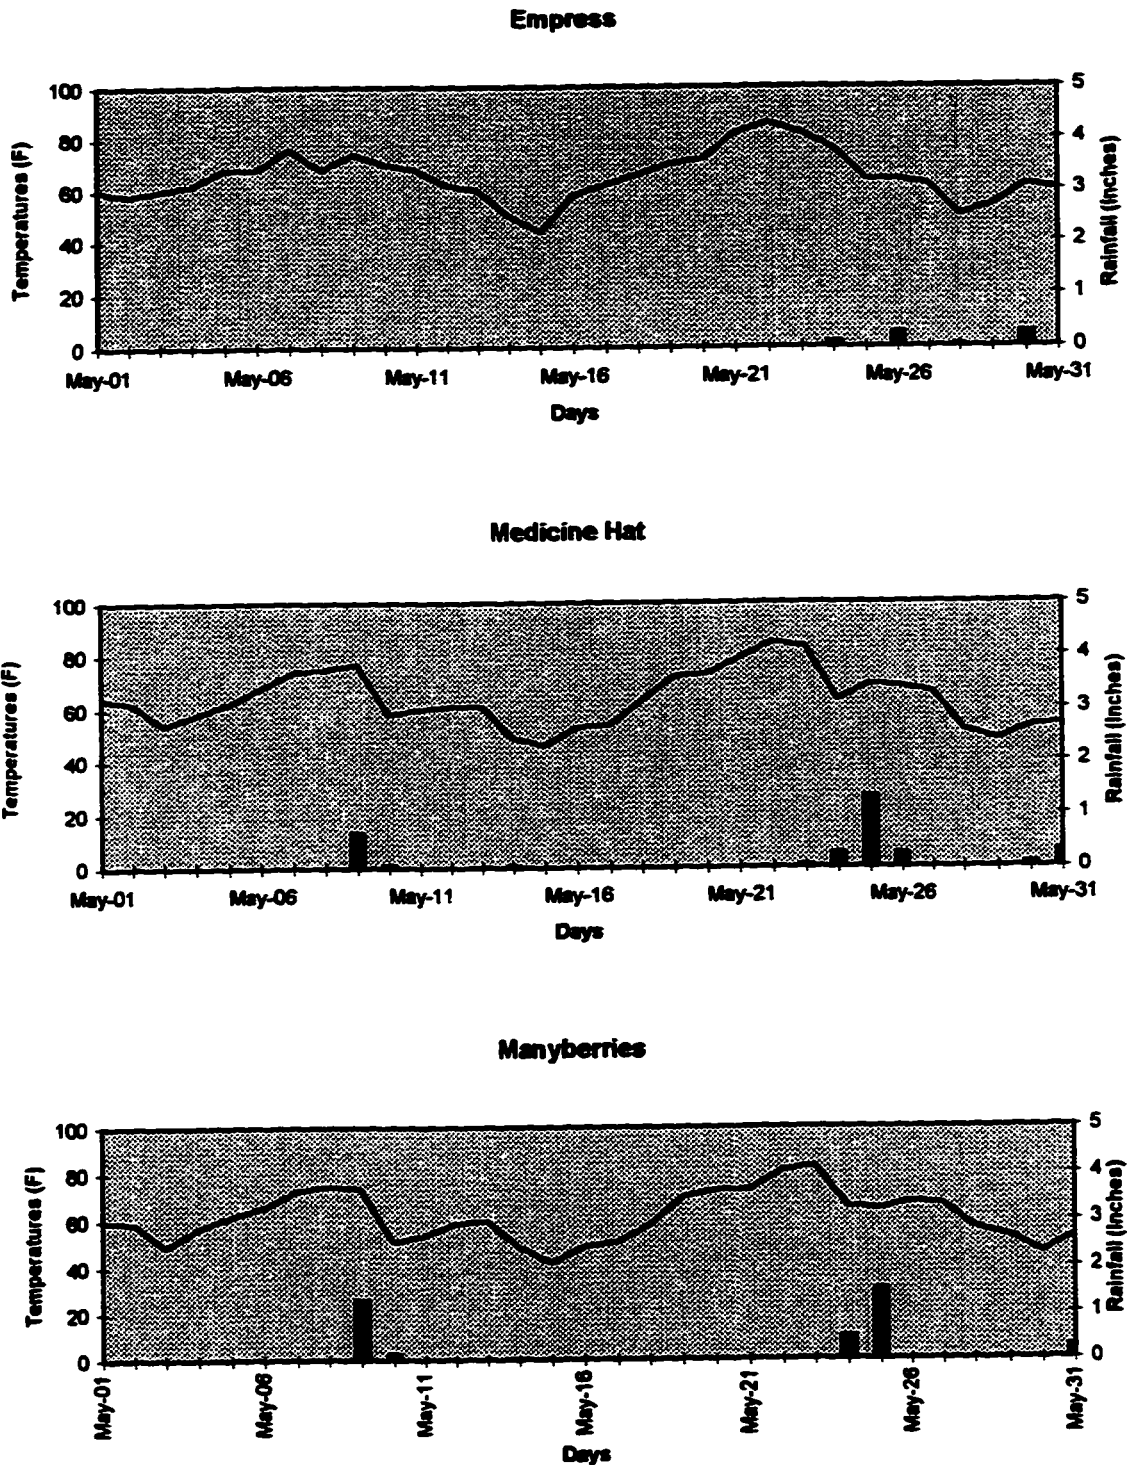 Empress
100
80
60
40
20
0
Temperatures (F)
5
4
3
2
1
0
Rainfall (Inches)
May-01 May-06 May-11 May-16 May-21 May-26 May-31
Days
Medicine Hat
100
80
60
40
20
0
Temperatures (F)
5
4
3
2
1
0
Rainfall (Inches)
May-01 May-06 May-11 May-16 May-21 May-26 May-31
Days
Manyberries
100
80
60
40
20
0
Temperatures (F)
5
4
3
2
1
0
Rainfall (Inches)
May-01 May-06 May-11 May-16 May-21 May-26 May-31
Days